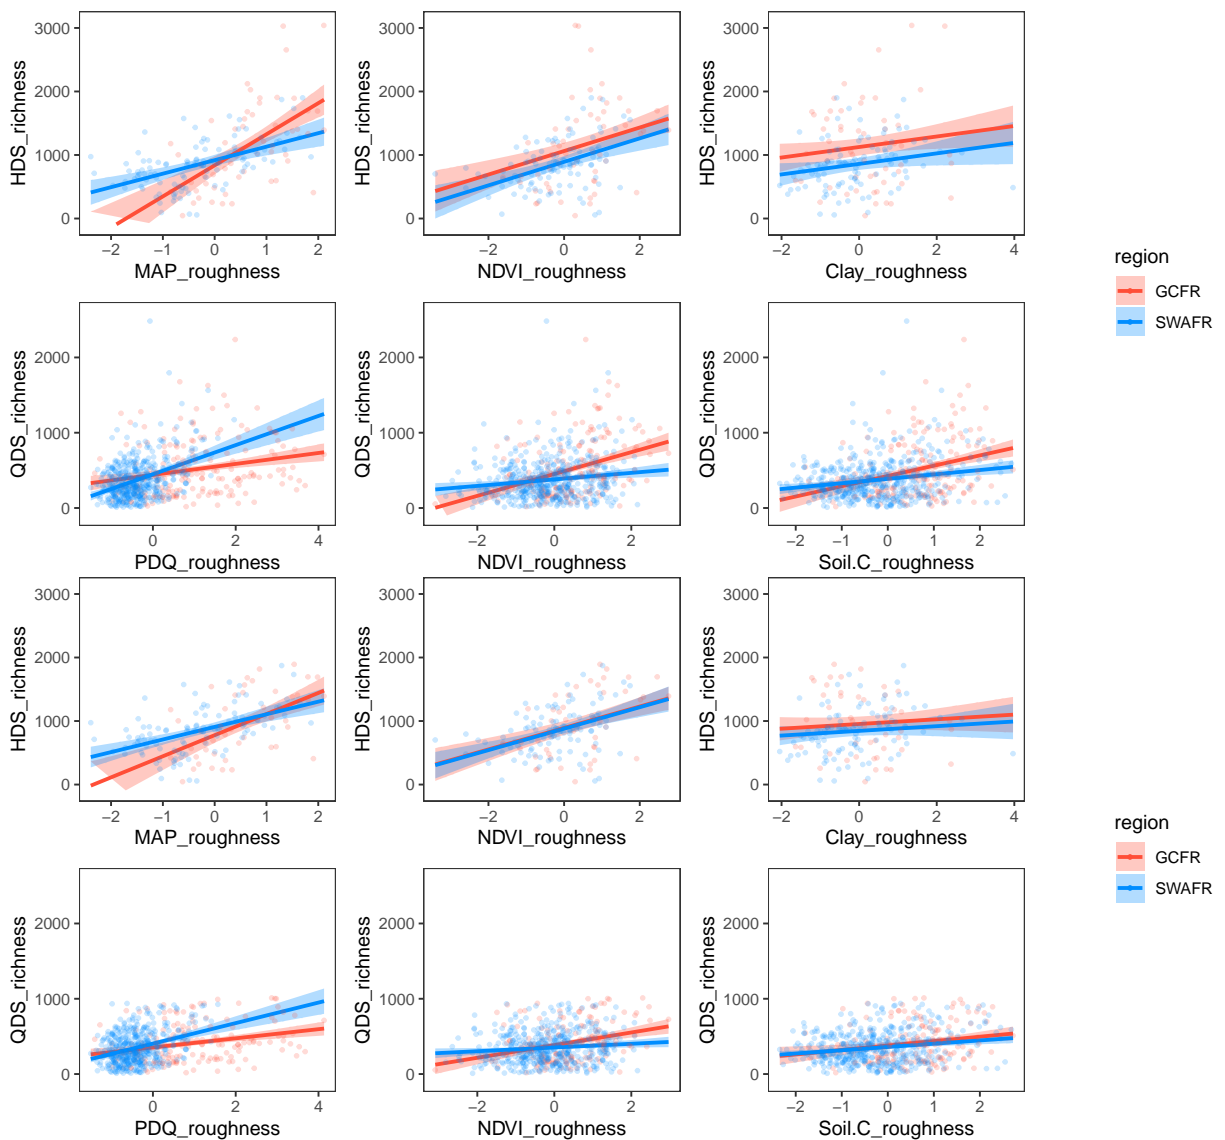 3000
2000
1000
0
HDS_richness
−2
−1
0
1
2
MAP_roughness
3000
2000
1000
0
HDS_richness
−2
0
2
NDVI_roughness
3000
2000
1000
0
HDS_richness
−2
0
2
4
Clay_roughness
region
GCFR
SWAFR
2000
1000
0
QDS_richness
0
2
4
PDQ_roughness
2000
1000
0
QDS_richness
−2
0
2
NDVI_roughness
2000
1000
0
QDS_richness
−2
−1
0
1
2
Soil.C_roughness
3000
2000
1000
0
HDS_richness
−2
−1
0
1
2
MAP_roughness
3000
2000
1000
0
HDS_richness
−2
0
2
NDVI_roughness
3000
2000
1000
0
HDS_richness
−2
0
2
4
Clay_roughness
region
GCFR
SWAFR
2000
1000
0
QDS_richness
0
2
4
PDQ_roughness
2000
1000
0
QDS_richness
−2
0
2
NDVI_roughness
2000
1000
0
QDS_richness
−2
−1
0
1
2
Soil.C_roughness